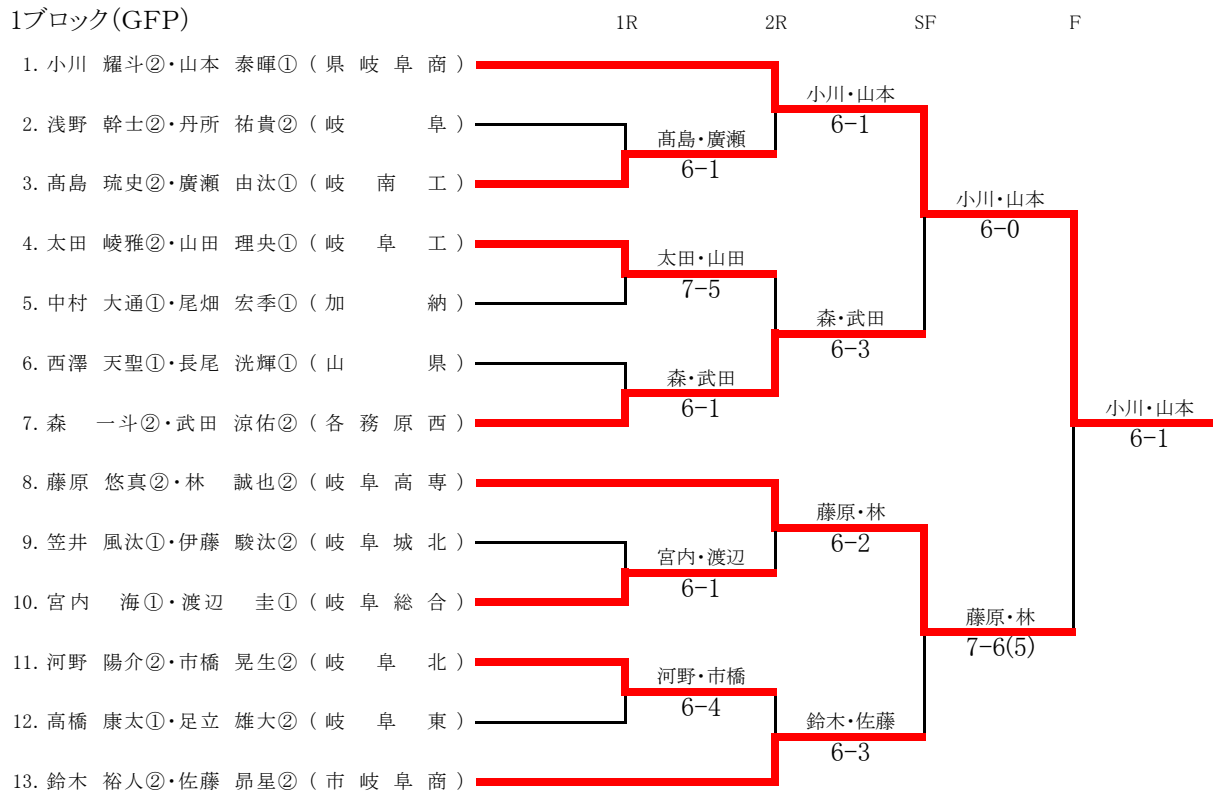 1ブロック(GFP) 1R 2R SF F
1. 小川 耀斗②・山本 泰暉① ( 県 岐 阜 商 )
小川・山本
6-1
2. 浅野 幹士②・丹所 祐貴② ( 岐 阜 )
髙島・廣瀬
6-1
3. 髙島 琉史②・廣瀬 由汰① ( 岐 南 工 )
小川・山本
6-0
4. 太田 崚雅②・山田 理央① ( 岐 阜 工 )
太田・山田
7-5
5. 中村 大通①・尾畑 宏季① ( 加 納 )
森・武田
6-3
6. 西澤 天聖①・長尾 洸輝① ( 山 県 )
森・武田
6-1
7. 森 一斗②・武田 涼佑② ( 各 務 原 西 )
小川・山本
6-1
8. 藤原 悠真②・林 誠也② ( 岐 阜 高 専 )
藤原・林
6-2
9. 笠井 風汰①・伊藤 駿汰② ( 岐 阜 城 北 )
宮内・渡辺
6-1
10. 宮内 海①・渡辺 圭① ( 岐 阜 総 合 )
藤原・林
7-6(5)
11. 河野 陽介②・市橋 晃生② ( 岐 阜 北 )
河野・市橋
6-4
12. 高橋 康太①・足立 雄大② ( 岐 阜 東 )
鈴木・佐藤
6-3
13. 鈴木 裕人②・佐藤 昴星② ( 市 岐 阜 商 )